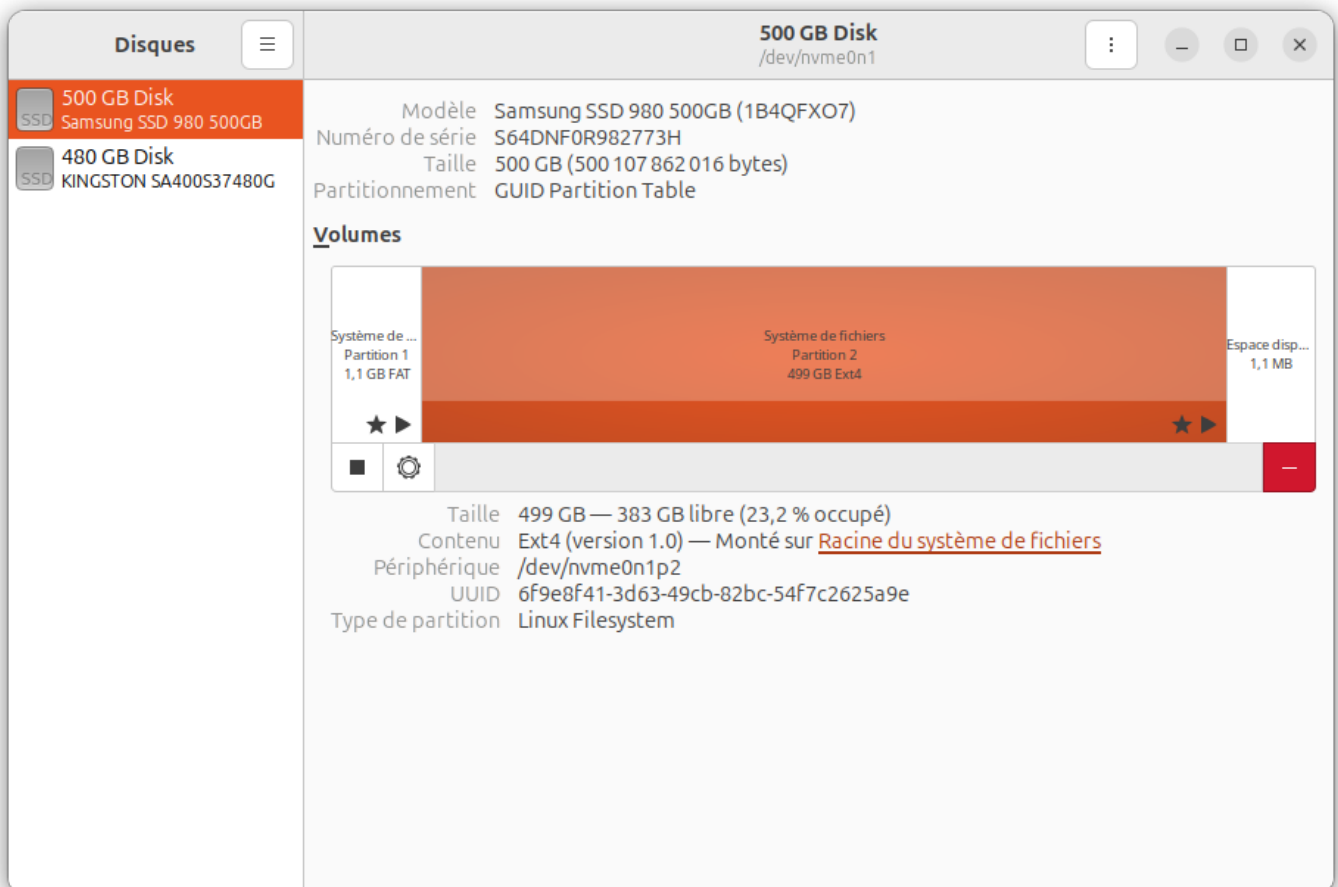 Disques
500 GB Disk
/dev/nvme0n1
SSD
500 GB Disk
Samsung SSD 980 500GB
SSD
480 GB Disk
KINGSTON SA400S37480G
Modèle Samsung SSD 980 500GB (1B4QFXO7)
Numéro de série S64DNF0R982773H
Taille 500 GB (500 107 862 016 bytes)
Partitionnement GUID Partition Table
Volumes
Système de ...
Partition 1
1,1 GB FAT
Système de fichiers
Partition 2
499 GB Ext4
Espace disp...
1,1 MB
Taille 499 GB — 383 GB libre (23,2 % occupé)
Contenu Ext4 (version 1.0) — Monté sur Racine du système de fichiers
Périphérique /dev/nvme0n1p2
UUID 6f9e8f41-3d63-49cb-82bc-54f7c2625a9e
Type de partition Linux Filesystem